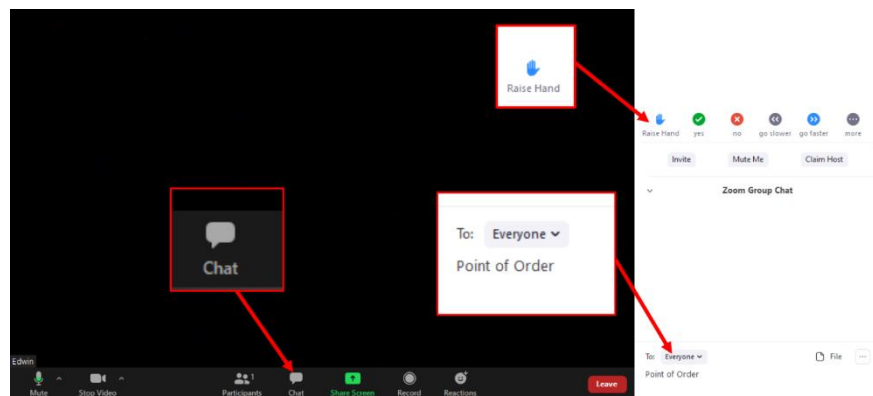 Raise Hand
Raise Hand yes no go slower go faster more
Invite Mute Me Claim Host
Zoom Group Chat
Chat
To: Everyone
Point of Order
Edwin
Mute Stop Video Participants 1 Chat Share Screen Record Reactions Leave
To: Everyone File
Point of Order